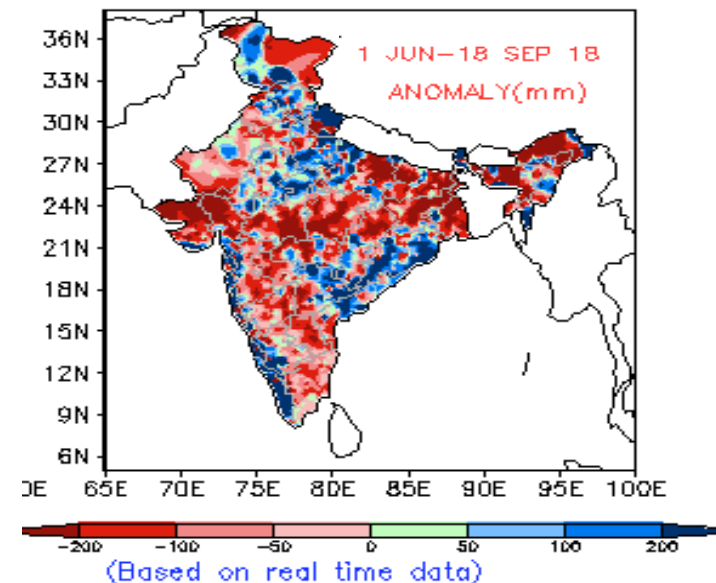 36N
1 JUN-18 SEP 18
33N
ANOMALY(mm)
30N
27N
24N
21N
18N
15N
12N
9N
6N
65E 70E 75E 80E 85E 90E 95E 100E
-200 -100 -50 0 50 100 200
(Based on real time data)